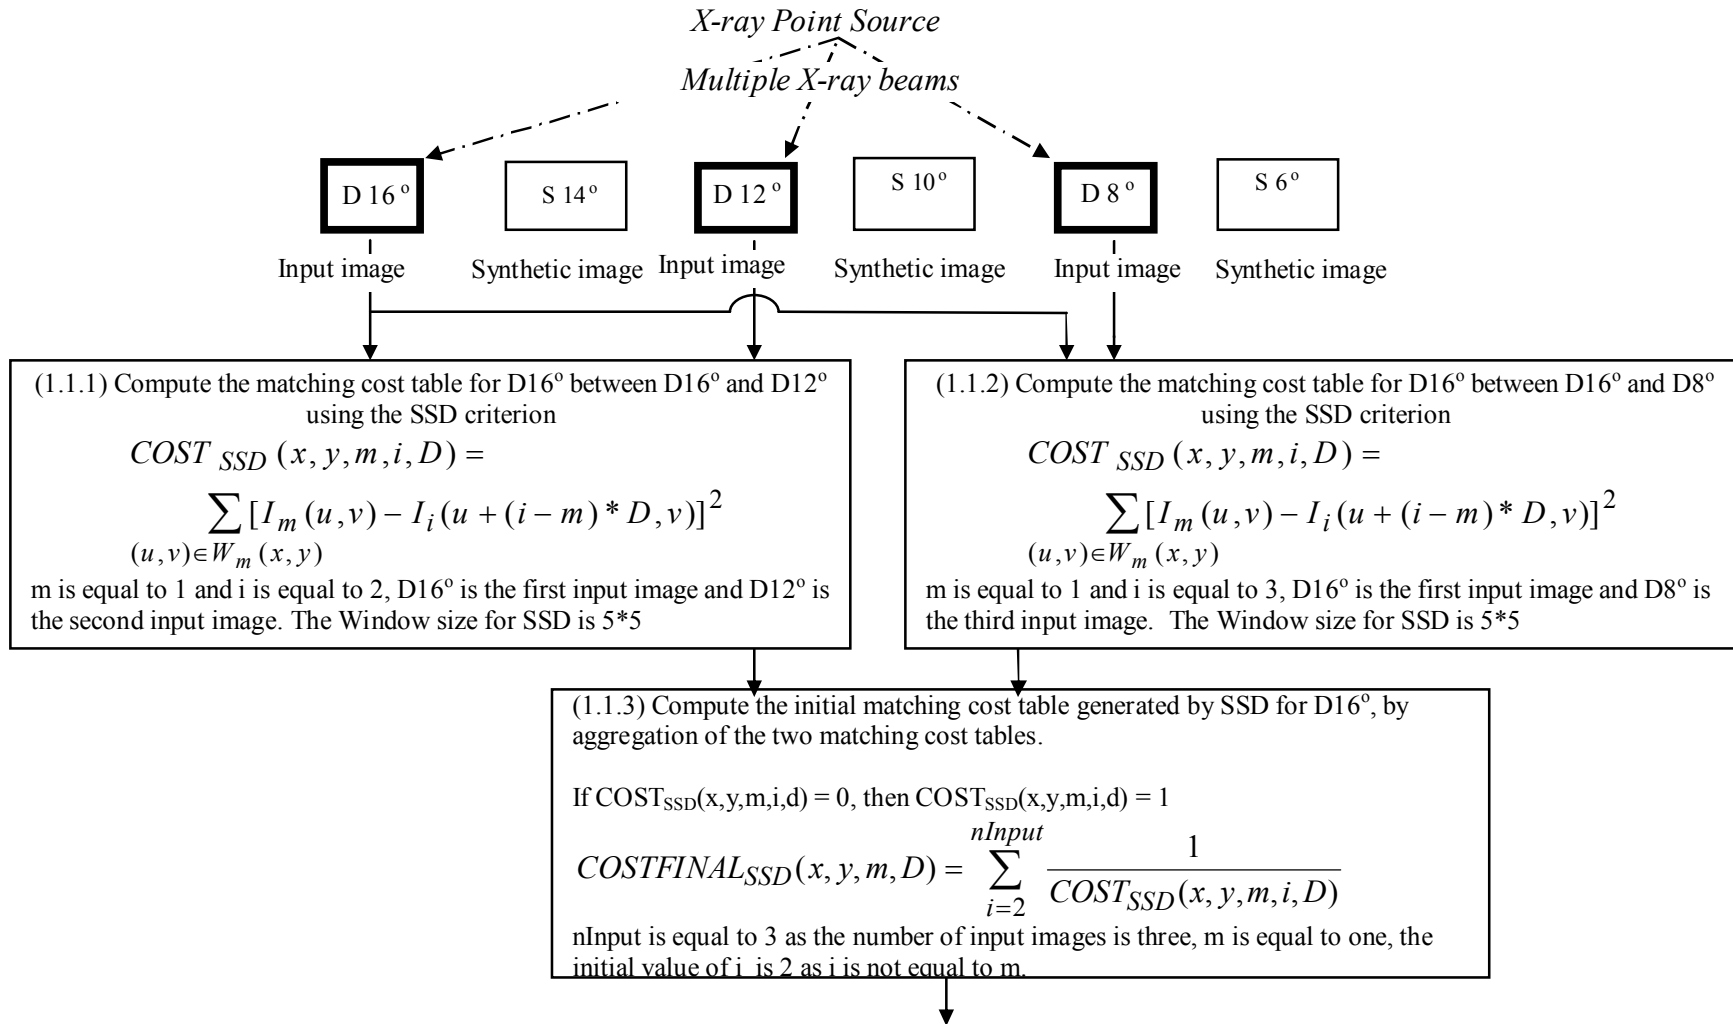 X-ray Point Source
Multiple X-ray beams
D 16° S 14° D 12° S 10° D 8° S 6°
Input image Synthetic image Input image Synthetic image Input image Synthetic image
(1.1.1) Compute the matching cost table for D16° between D16° and D12°
using the SSD criterion
COST SSD (x, y, m, i, D) =
∑ [I_m (u, v) − I_i (u + (i − m) * D, v)]²
(u, v)∈W_m (x, y)
m is equal to 1 and i is equal to 2, D16° is the first input image and D12° is
the second input image. The Window size for SSD is 5*5
(1.1.2) Compute the matching cost table for D16° between D16° and D8°
using the SSD criterion
COST SSD (x, y, m, i, D) =
∑ [I_m (u, v) − I_i (u + (i − m) * D, v)]²
(u, v)∈W_m (x, y)
m is equal to 1 and i is equal to 3, D16° is the first input image and D8° is
the third input image. The Window size for SSD is 5*5
(1.1.3) Compute the initial matching cost table generated by SSD for D16°, by
aggregation of the two matching cost tables.
If COST_SSD(x,y,m,i,d) = 0, then COST_SSD(x,y,m,i,d) = 1
nInput
COSTFINAL_SSD(x, y, m, D) = ∑ 1 / COST_SSD(x, y, m, i, D)
i=2
nInput is equal to 3 as the number of input images is three, m is equal to one, the
initial value of i is 2 as i is not equal to m.